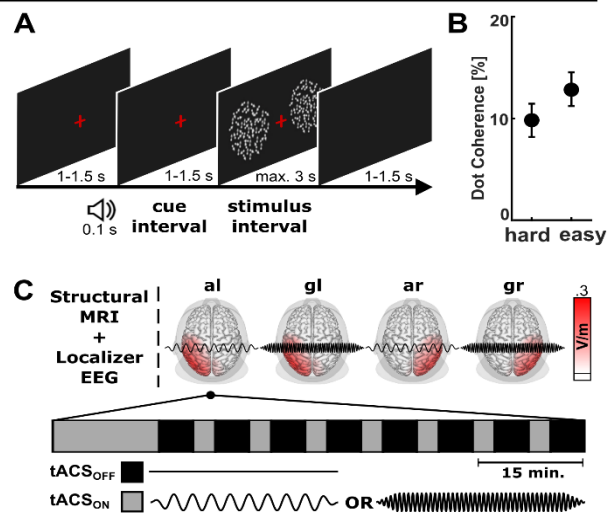 A
1-1.5 s
1-1.5 s
max. 3 s
1-1.5 s
0.1 s
cue
interval
stimulus
interval
B
Dot Coherence [%]
20
10
0
hard
easy
C
Structural
MRI
+
Localizer
EEG
al
gl
ar
gr
.3
V/m
15 min.
tACSOFF
tACSON
OR